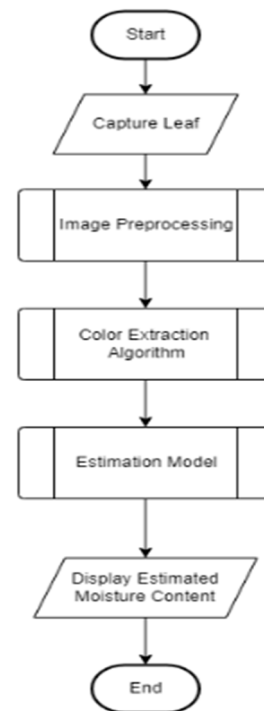 Start
Capture Leaf
Image Preprocessing
Color Extraction
Algorithm
Estimation Model
Display Estimated
Moisture Content
End